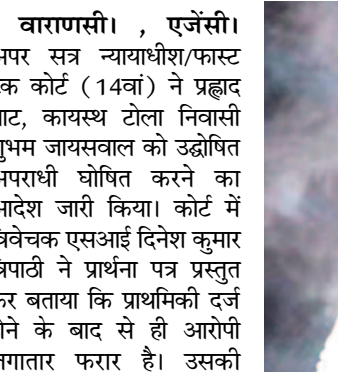 वाराणसी। , एजेंसी।
अपर सत्र न्यायाधीश/फास्ट
ट्रैक कोर्ट (14वां) ने प्रह्लाद
घाट, कायस्थ टोला निवासी
शुभम जायसवाल को उद्घोषित
अपराधी घोषित करने का
आदेश जारी किया। कोर्ट में
विवेचक एसआई दिनेश कुमार
त्रिपाठी ने प्रार्थना पत्र प्रस्तुत
कर बताया कि प्राथमिकी दर्ज
होने के बाद से ही आरोपी
लगातार फरार है। उसकी